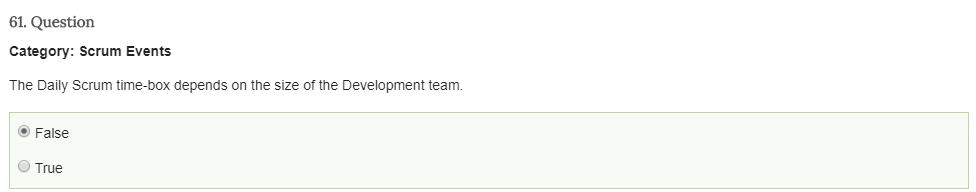 61. Question
Category: Scrum Events
The Daily Scrum time-box depends on the size of the Development team.
False
True